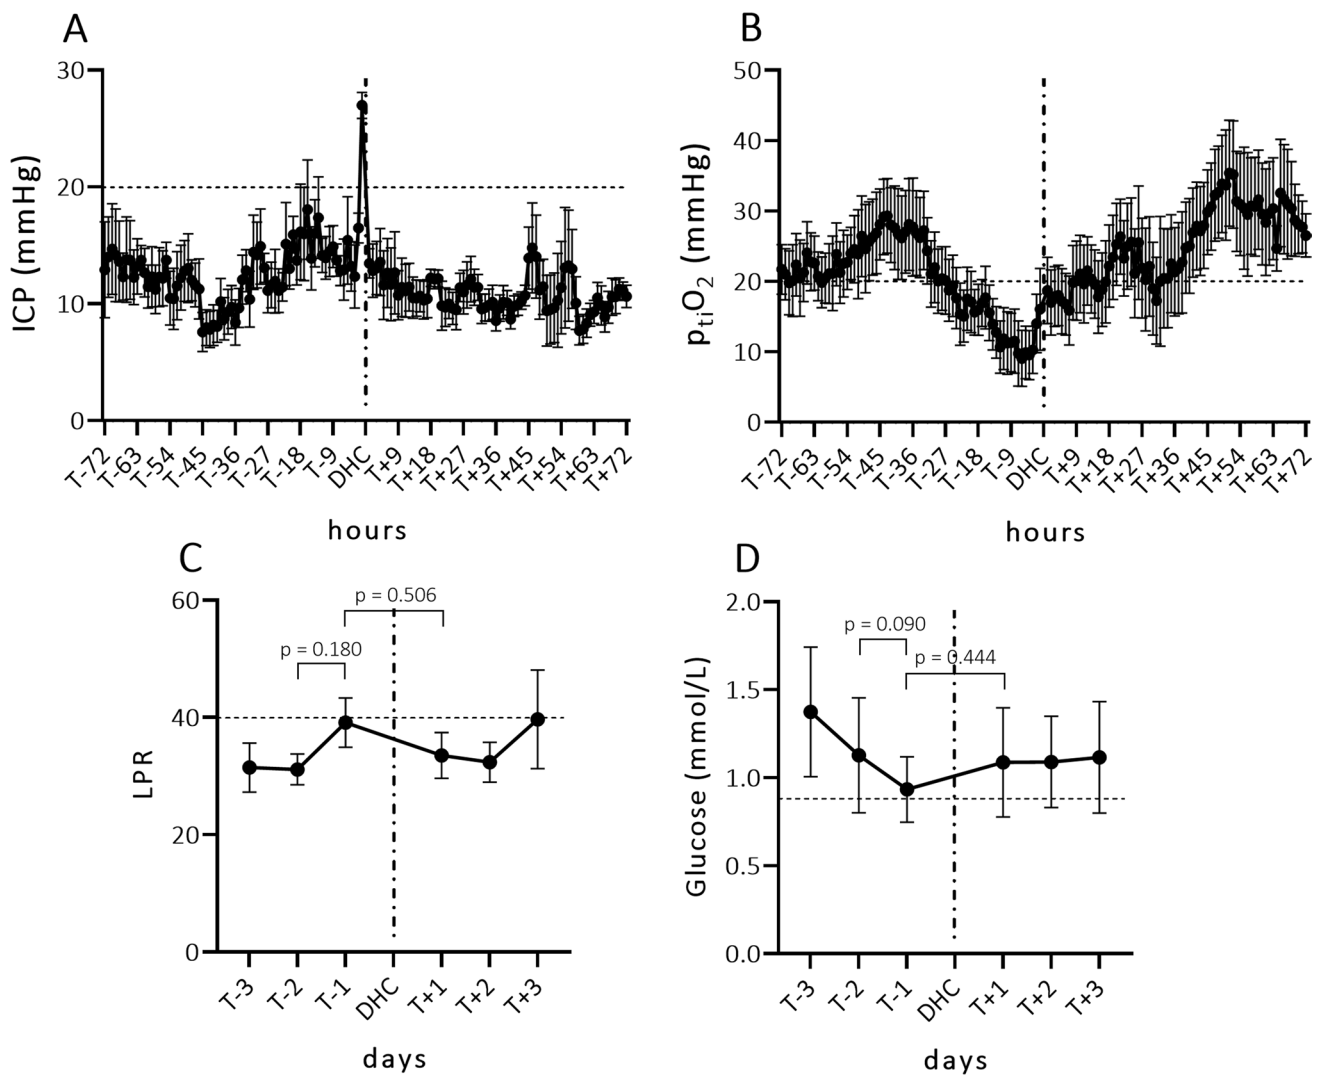 A
ICP (mmHg)
30
20
10
0
T-72
T-63
T-54
T-45
T-36
T-27
T-18
T-9
DHC
T+9
T+18
T+27
T+36
T+45
T+54
T+63
T+72
hours
B
ptiO2 (mmHg)
50
40
30
20
10
0
T-72
T-63
T-54
T-45
T-36
T-27
T-18
T-9
DHC
T+9
T+18
T+27
T+36
T+45
T+54
T+63
T+72
hours
C
LPR
60
40
20
0
p = 0.506
p = 0.180
T-3
T-2
T-1
DHC
T+1
T+2
T+3
days
D
Glucose (mmol/L)
2.0
1.5
1.0
0.5
0.0
p = 0.090
p = 0.444
T-3
T-2
T-1
DHC
T+1
T+2
T+3
days